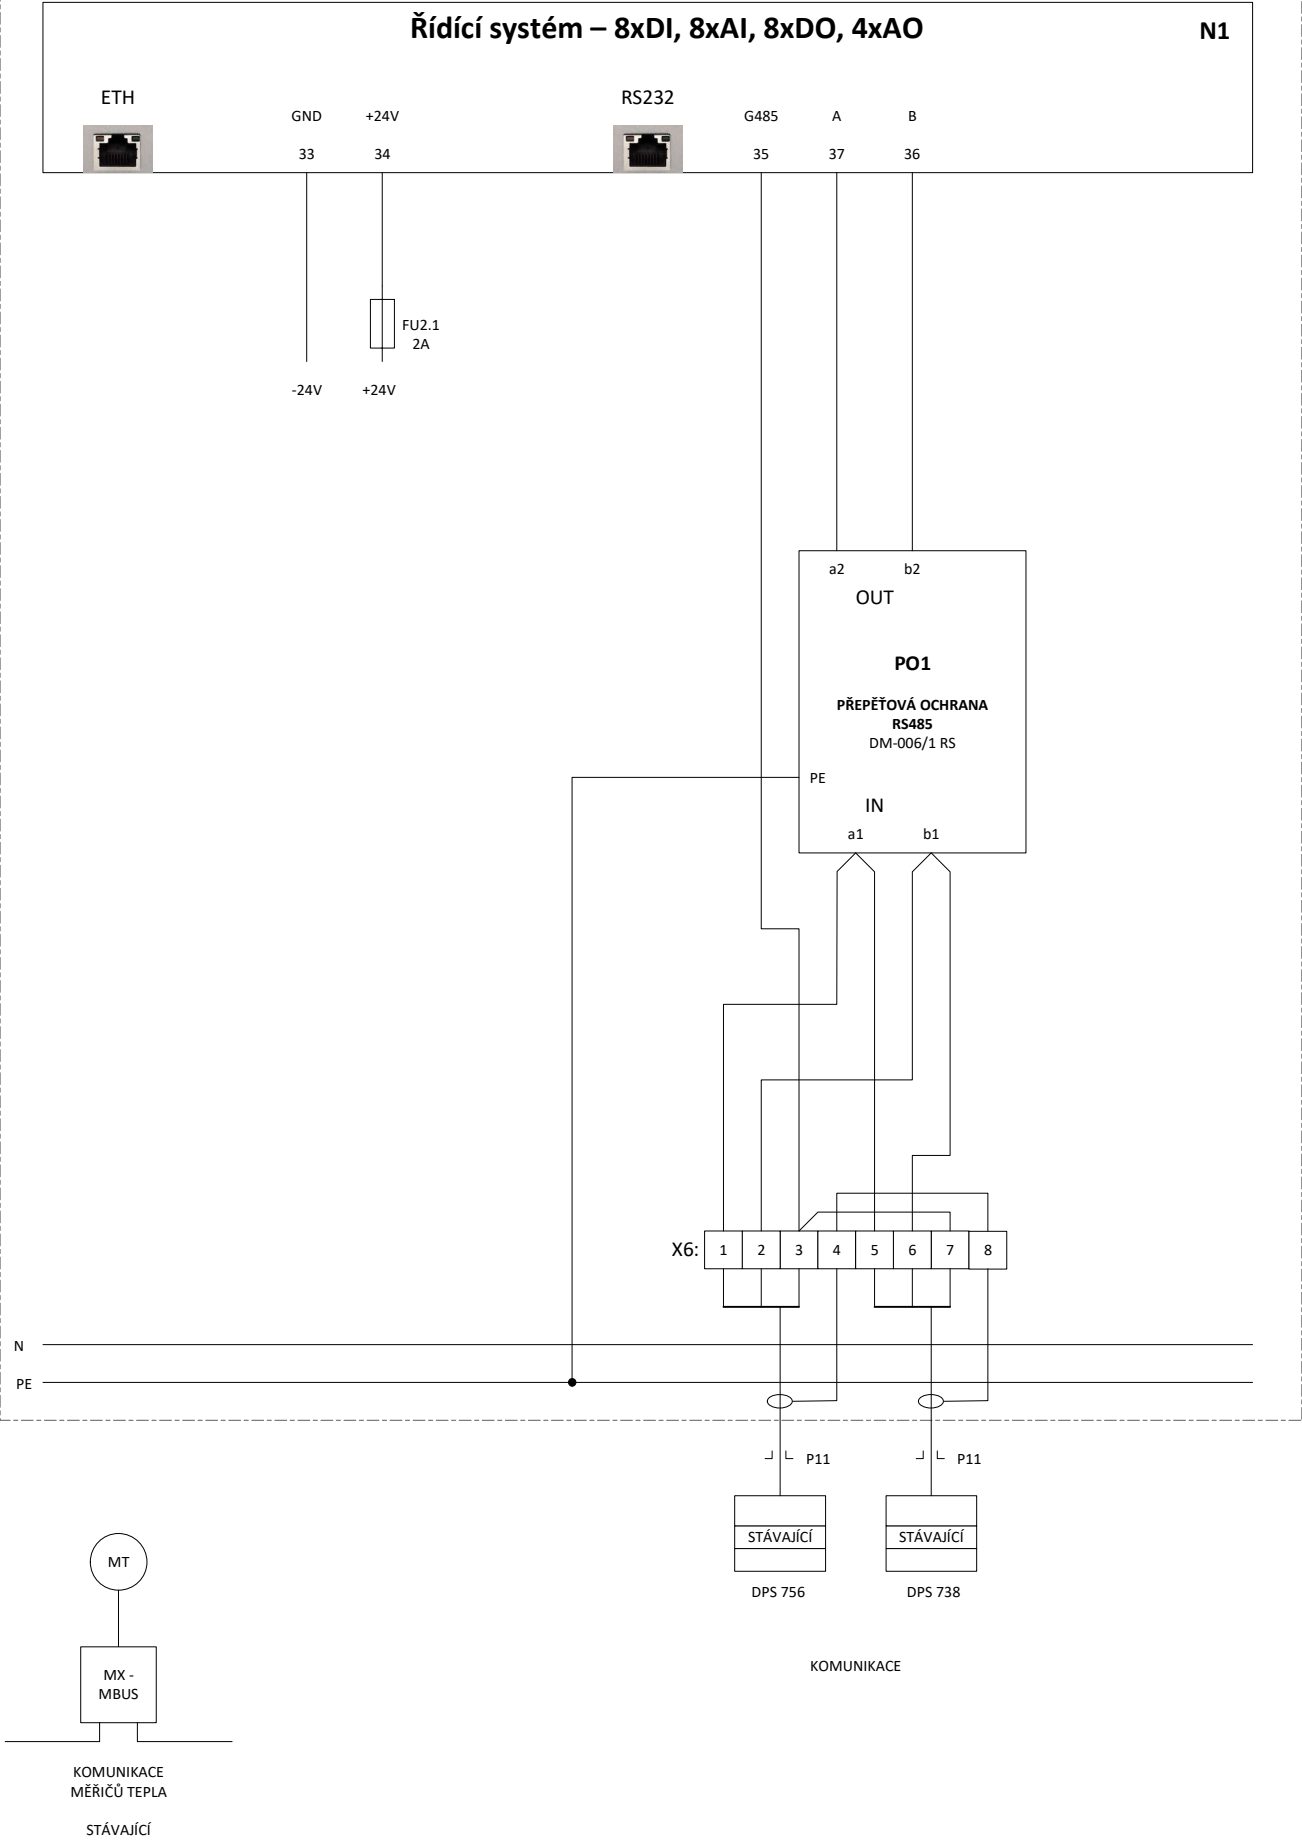 Řídící systém – 8xDI, 8xAI, 8xDO, 4xAO
N1
ETH
RS232
GND
+24V
G485
A
B
33
34
35
37
36
FU2.1
2A
-24V
+24V
a2
b2
OUT
PO1
PŘEPĚŤOVÁ OCHRANA
RS485
DM-006/1 RS
PE
IN
a1
b1
X6:
1
2
3
4
5
6
7
8
N
PE
P11
P11
STÁVAJÍCÍ
STÁVAJÍCÍ
DPS 756
DPS 738
KOMUNIKACE
MT
MX -
MBUS
KOMUNIKACE
MĚŘIČŮ TEPLA
STÁVAJÍCÍ